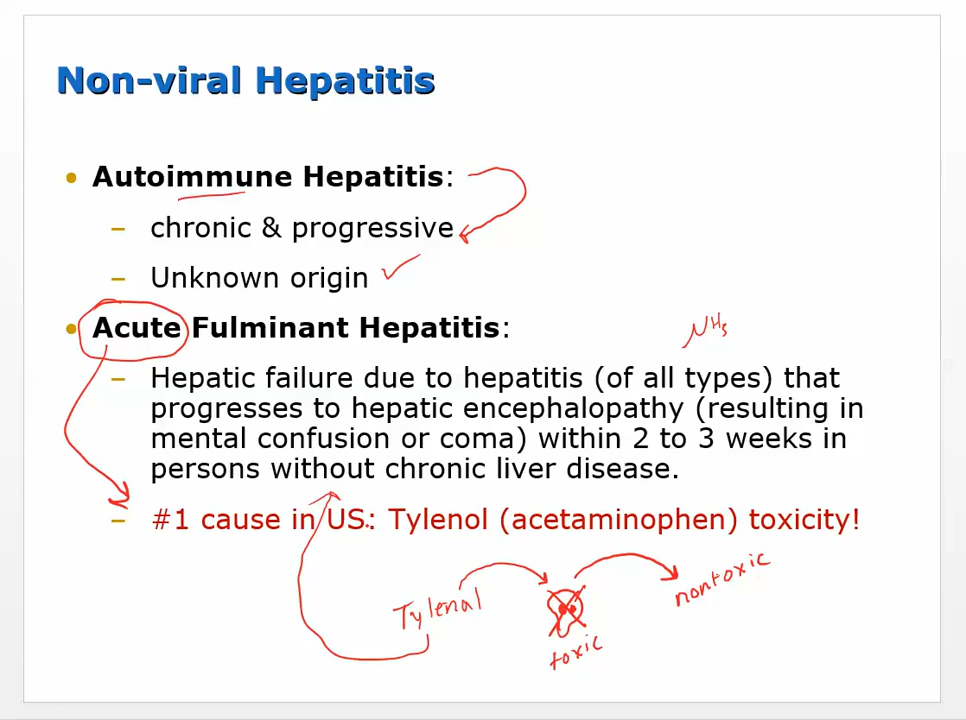 Non-viral Hepatitis
• Autoimmune Hepatitis:
– chronic & progressive
– Unknown origin
• Acute Fulminant Hepatitis:
NH3
– Hepatic failure due to hepatitis (of all types) that
progresses to hepatic encephalopathy (resulting in
mental confusion or coma) within 2 to 3 weeks in
persons without chronic liver disease.
– #1 cause in US: Tylenol (acetaminophen) toxicity!
Tylenal
nontoxic
toxic